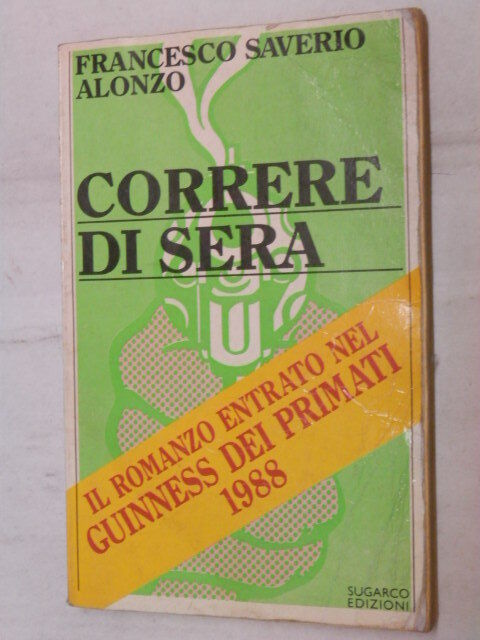 FRANCESCO SAVERIO
ALONZO
CORRERE
DI SERA
IL ROMANZO ENTRATO NEL
GUINNESS DEI PRIMATI
1988
SUGARCO
EDIZIONI